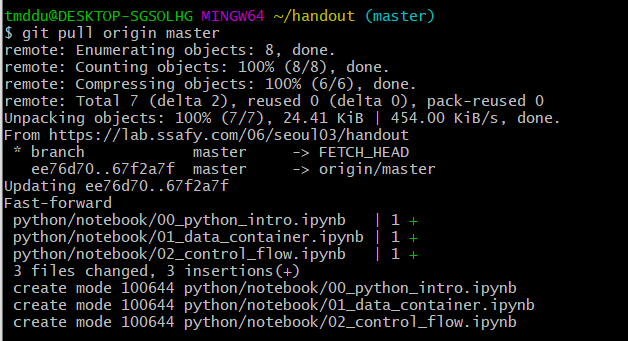 tmddu@DESKTOP-SGSOLHG MINGW64 ~/handout (master)
$ git pull origin master
remote: Enumerating objects: 8, done.
remote: Counting objects: 100% (8/8), done.
remote: Compressing objects: 100% (6/6), done.
remote: Total 7 (delta 2), reused 0 (delta 0), pack-reused 0
Unpacking objects: 100% (7/7), 24.41 KiB | 454.00 KiB/s, done.
From https://lab.ssafy.com/06/seoul03/handout
 * branch            master     -> FETCH_HEAD
   ee76d70..67f2a7f  master     -> origin/master
Updating ee76d70..67f2a7f
Fast-forward
 python/notebook/00_python_intro.ipynb   | 1 +
 python/notebook/01_data_container.ipynb | 1 +
 python/notebook/02_control_flow.ipynb   | 1 +
 3 files changed, 3 insertions(+)
 create mode 100644 python/notebook/00_python_intro.ipynb
 create mode 100644 python/notebook/01_data_container.ipynb
 create mode 100644 python/notebook/02_control_flow.ipynb